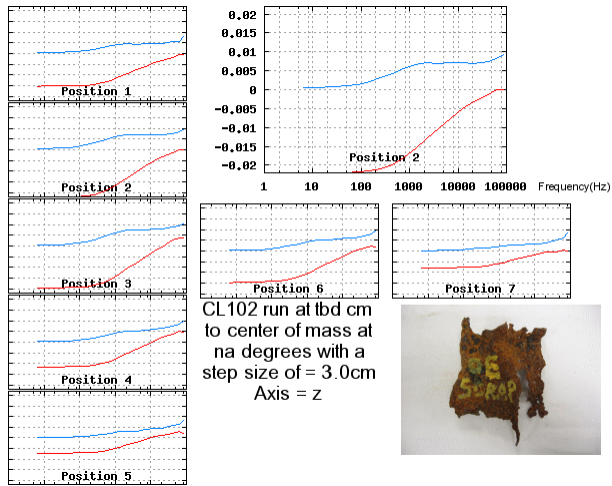 Position 1
Position 2
Position 3
Position 4
Position 5
0.02
0.015
0.01
0.005
0
-0.005
-0.01
-0.015
-0.02
Position 2
1 10 100 1000 10000 100000 Frequency(Hz)
Position 6
Position 7
CL102 run at tbd cm
to center of mass at
na degrees with a
step size of = 3.0cm
Axis = z
OE
SCRAP